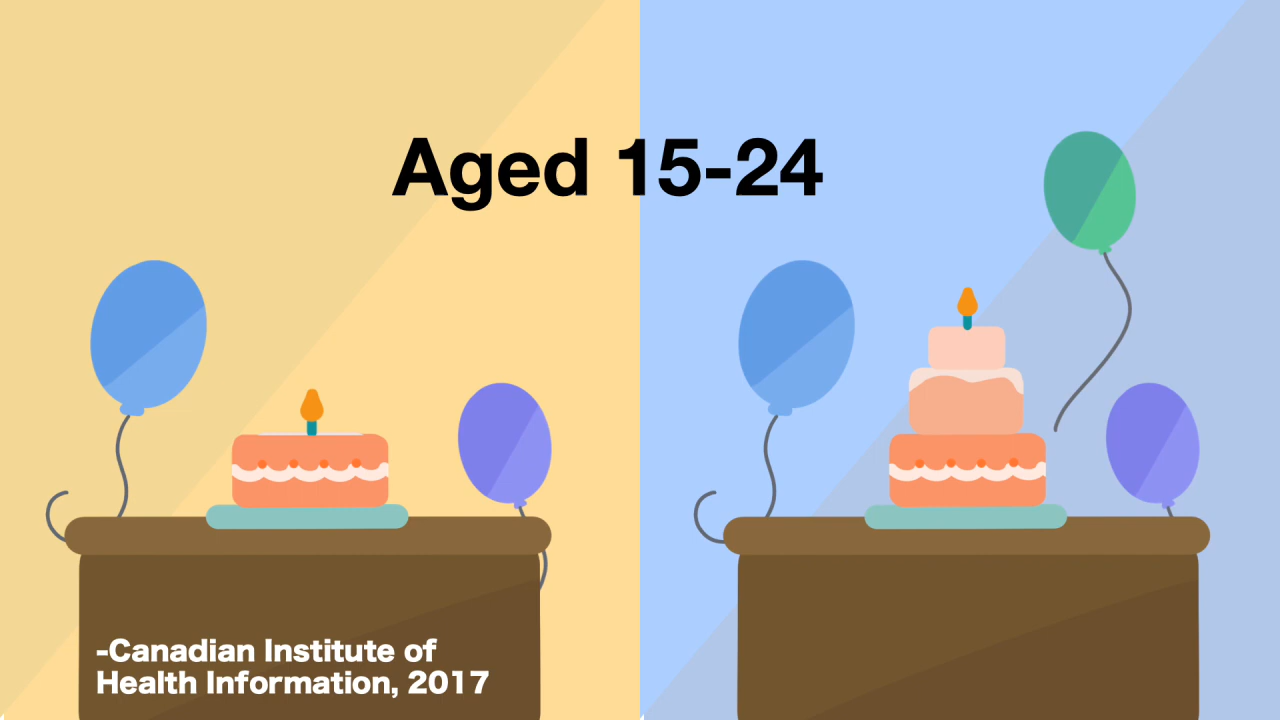 Aged 15-24
-Canadian Institute of
Health Information, 2017